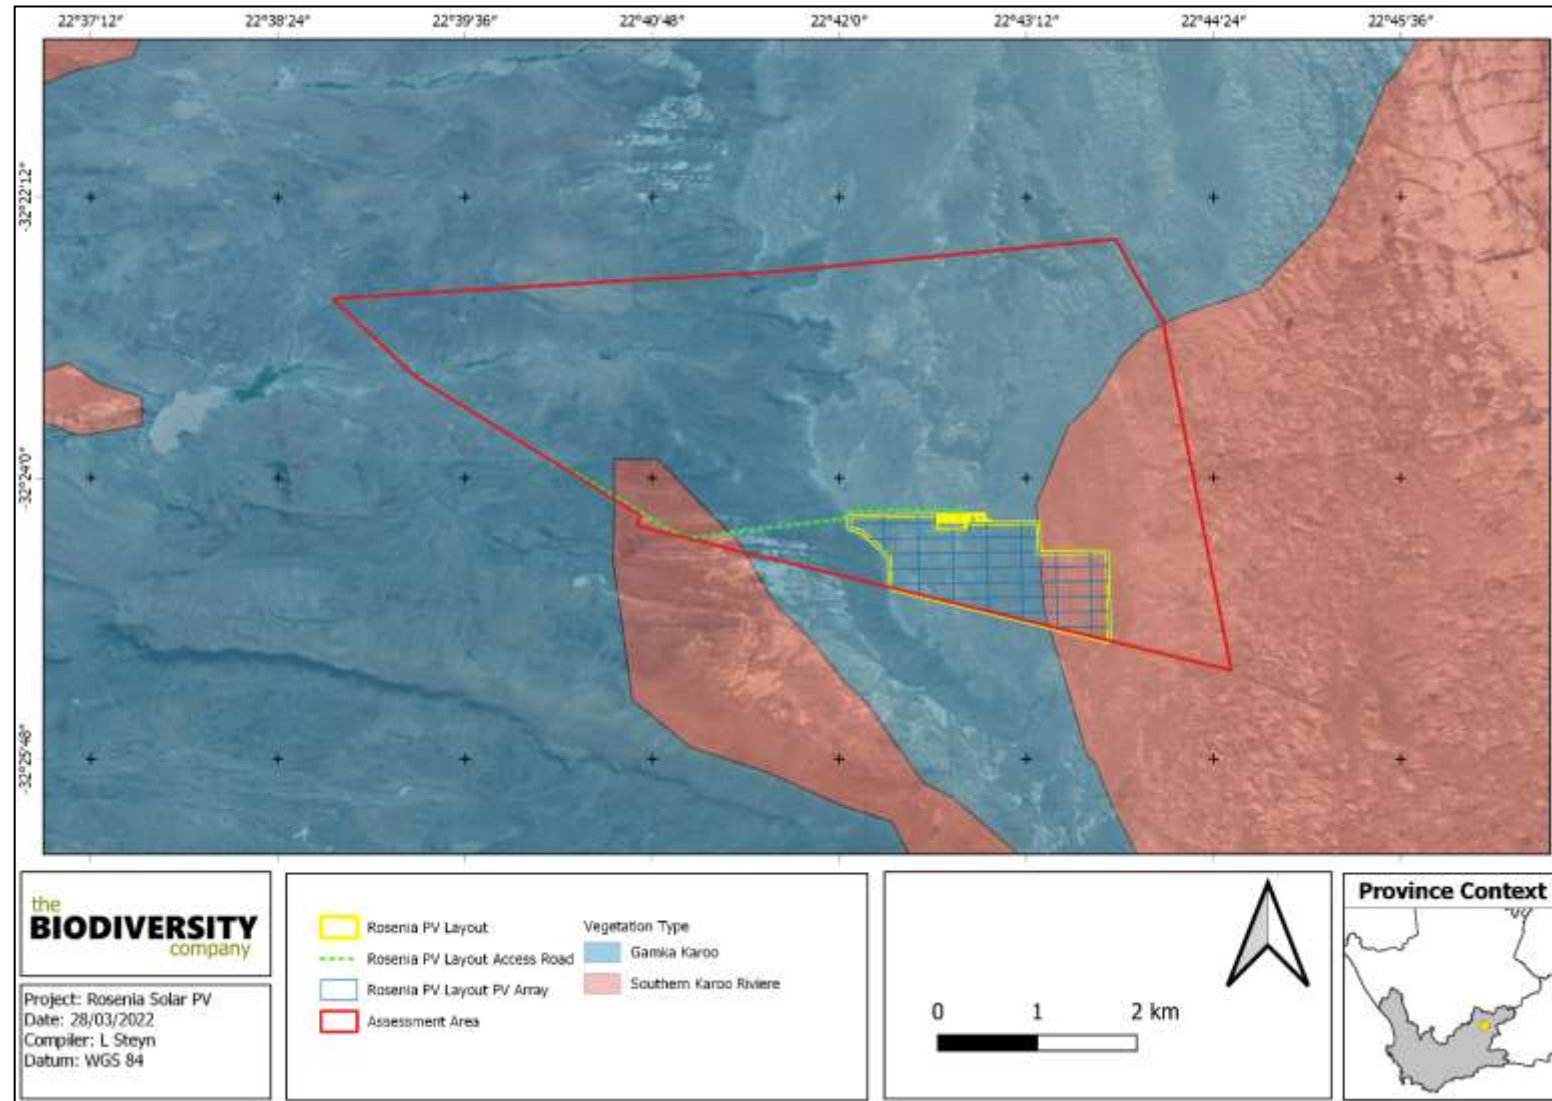 22°37'12" 22°38'24" 22°39'36" 22°40'48" 22°42'0" 22°43'12" 22°44'24" 22°45'36"
-32°22'12"
-32°24'0"
-32°25'48"
the
BIODIVERSITY
company
Project: Rosenia Solar PV
Date: 28/03/2022
Compiler: L Steyn
Datum: WGS 84
Rosenia PV Layout
Rosenia PV Layout Access Road
Rosenia PV Layout PV Array
Assessment Area
Vegetation Type
Gamka Karoo
Southern Karoo Riviere
0 1 2 km
Province Context